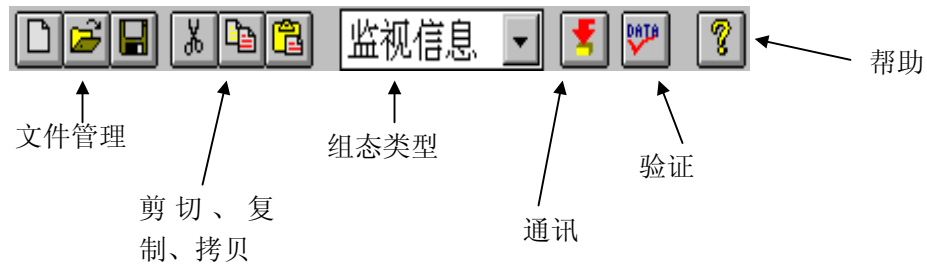 监视信息
DATA
帮助
文件管理
组态类型
验证
剪切、复
制、拷贝
通讯